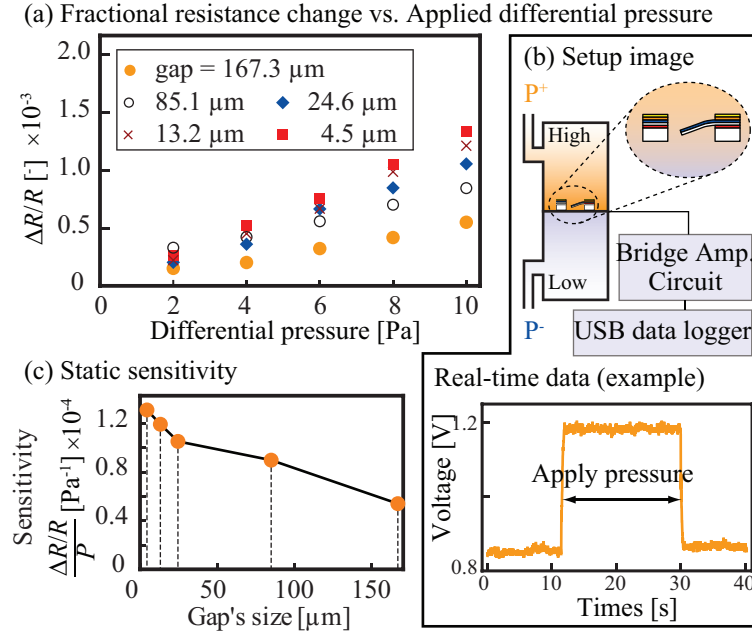 (a) Fractional resistance change vs. Applied differential pressure
ΔR/R [-] ×10⁻³
2.0
1.5
1.0
0.5
0
gap = 167.3 µm
85.1 µm
24.6 µm
13.2 µm
4.5 µm
0 2 4 6 8 10
Differential pressure [Pa]
(b) Setup image
P⁺
High
Low
P⁻
Bridge Amp.
Circuit
USB data logger
(c) Static sensitivity
Sensitivity
ΔR/R
P
[Pa⁻¹] ×10⁻⁴
1.2
0.8
0.4
0
0 50 100 150
Gap's size [µm]
Real-time data (example)
Voltage [V]
1.2
1
0.8
Apply pressure
0 10 20 30 40
Times [s]